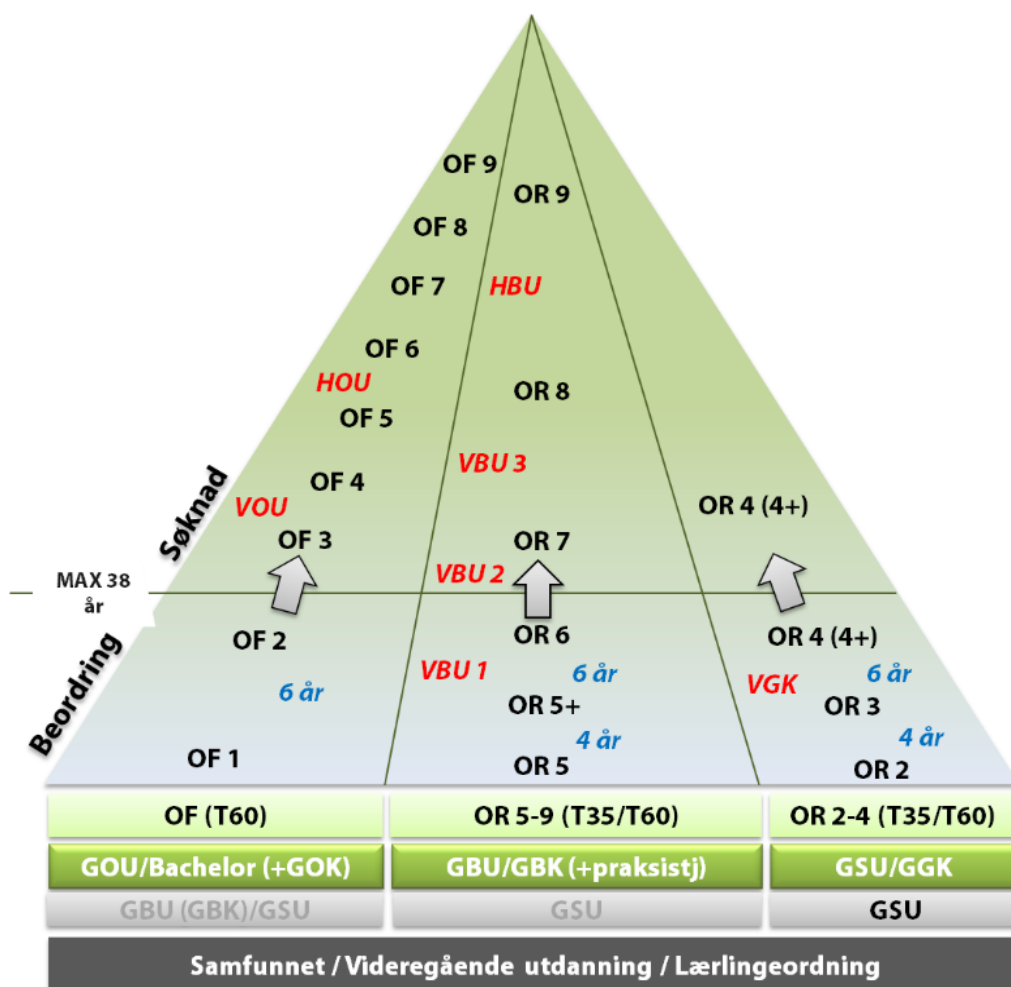 OF 9
OR 9
OF 8
OF 7
HBU
OF 6
HOU
OR 8
OF 5
VBU 3
OF 4
VOU
OR 4 (4+)
Søknad
OF 3
OR 7
VBU 2
MAX 38
år
OF 2
OR 6
OR 4 (4+)
VBU 1
6 år
6 år
VGK
6 år
Beordring
OR 5+
OR 3
4 år
4 år
OF 1
OR 5
OR 2
OF (T60)
OR 5-9 (T35/T60)
OR 2-4 (T35/T60)
GOU/Bachelor (+GOK)
GBU/GBK (+praksistj)
GSU/GGK
GBU (GBK)/GSU
GSU
GSU
Samfunnet / Videregående utdanning / Lærlingeordning